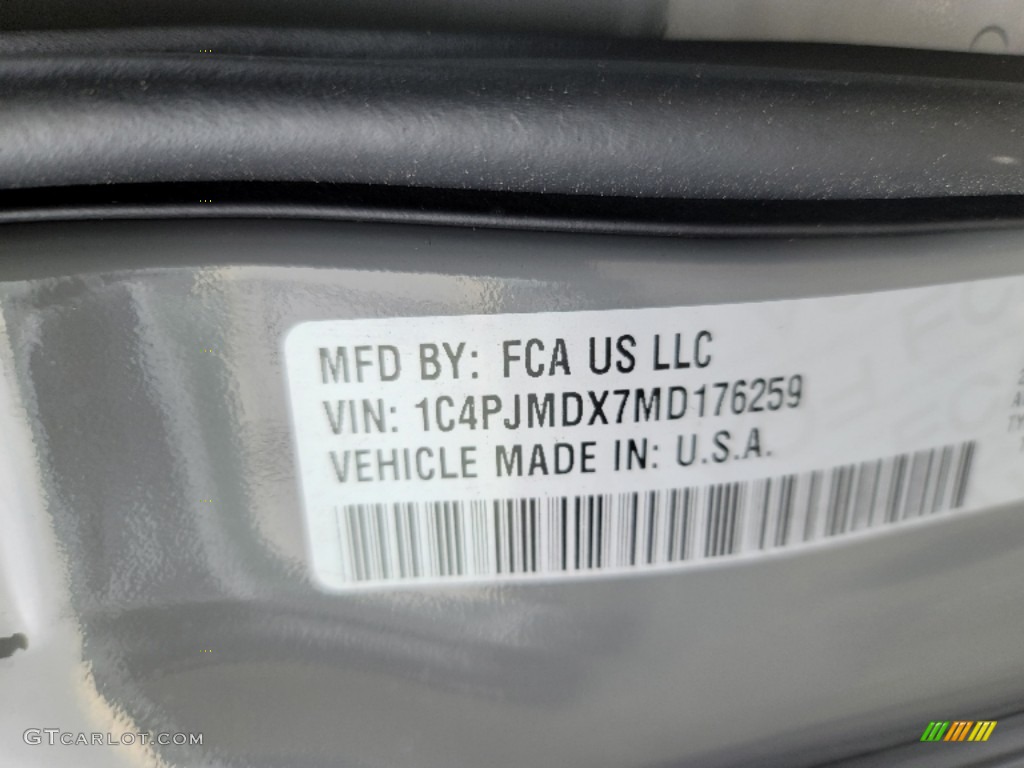 MFD BY: FCA US LLC
VIN: 1C4PJMDX7MD176259
VEHICLE MADE IN: U.S.A.
GTCARLOT.COM